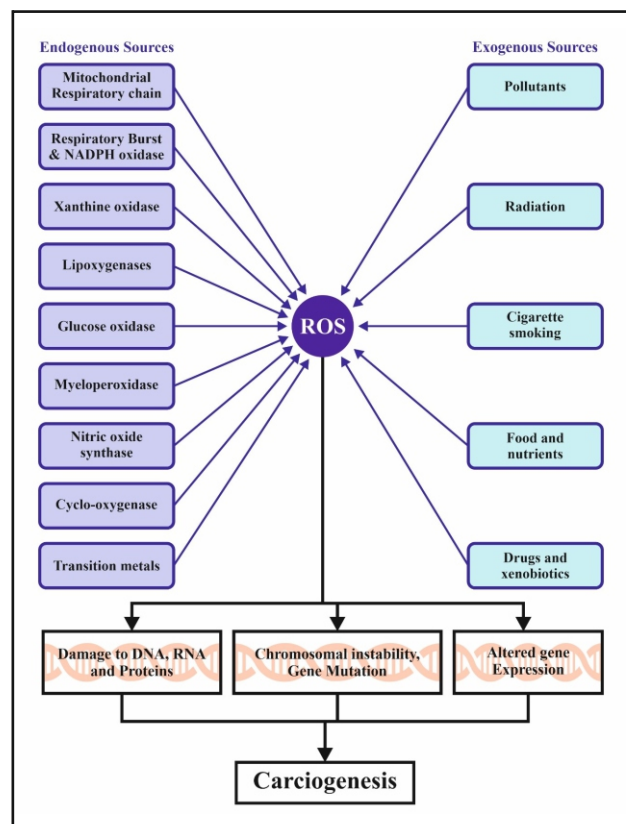 Endogenous Sources
Mitochondrial
Respiratory chain
Respiratory Burst
& NADPH oxidase
Xanthine oxidase
Lipoxygenases
Glucose oxidase
Myeloperoxidase
Nitric oxide
synthase
Cyclo-oxygenase
Transition metals
ROS
Exogenous Sources
Pollutants
Radiation
Cigarette
smoking
Food and
nutrients
Drugs and
xenobiotics
Damage to DNA, RNA
and Proteins
Chromosomal instability,
Gene Mutation
Altered gene
Expression
Carciogenesis